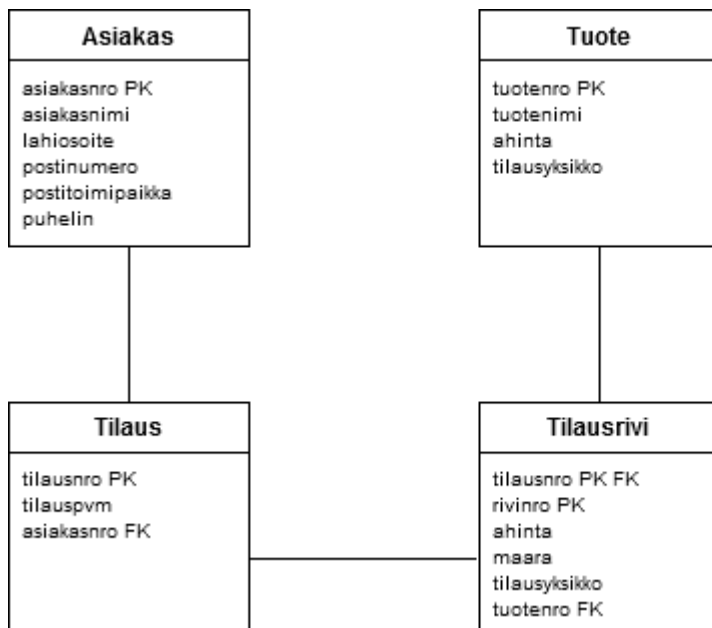 Asiakas
asiakasnro PK
asiakasnimi
lahiosoite
postinumero
postitoimipaikka
puhelin
Tuote
tuotenro PK
tuotenimi
ahinta
tilausyksikko
Tilaus
tilausnro PK
tilauspvm
asiakasnro FK
Tilausrivi
tilausnro PK FK
rivinro PK
ahinta
maara
tilausyksikko
tuotenro FK